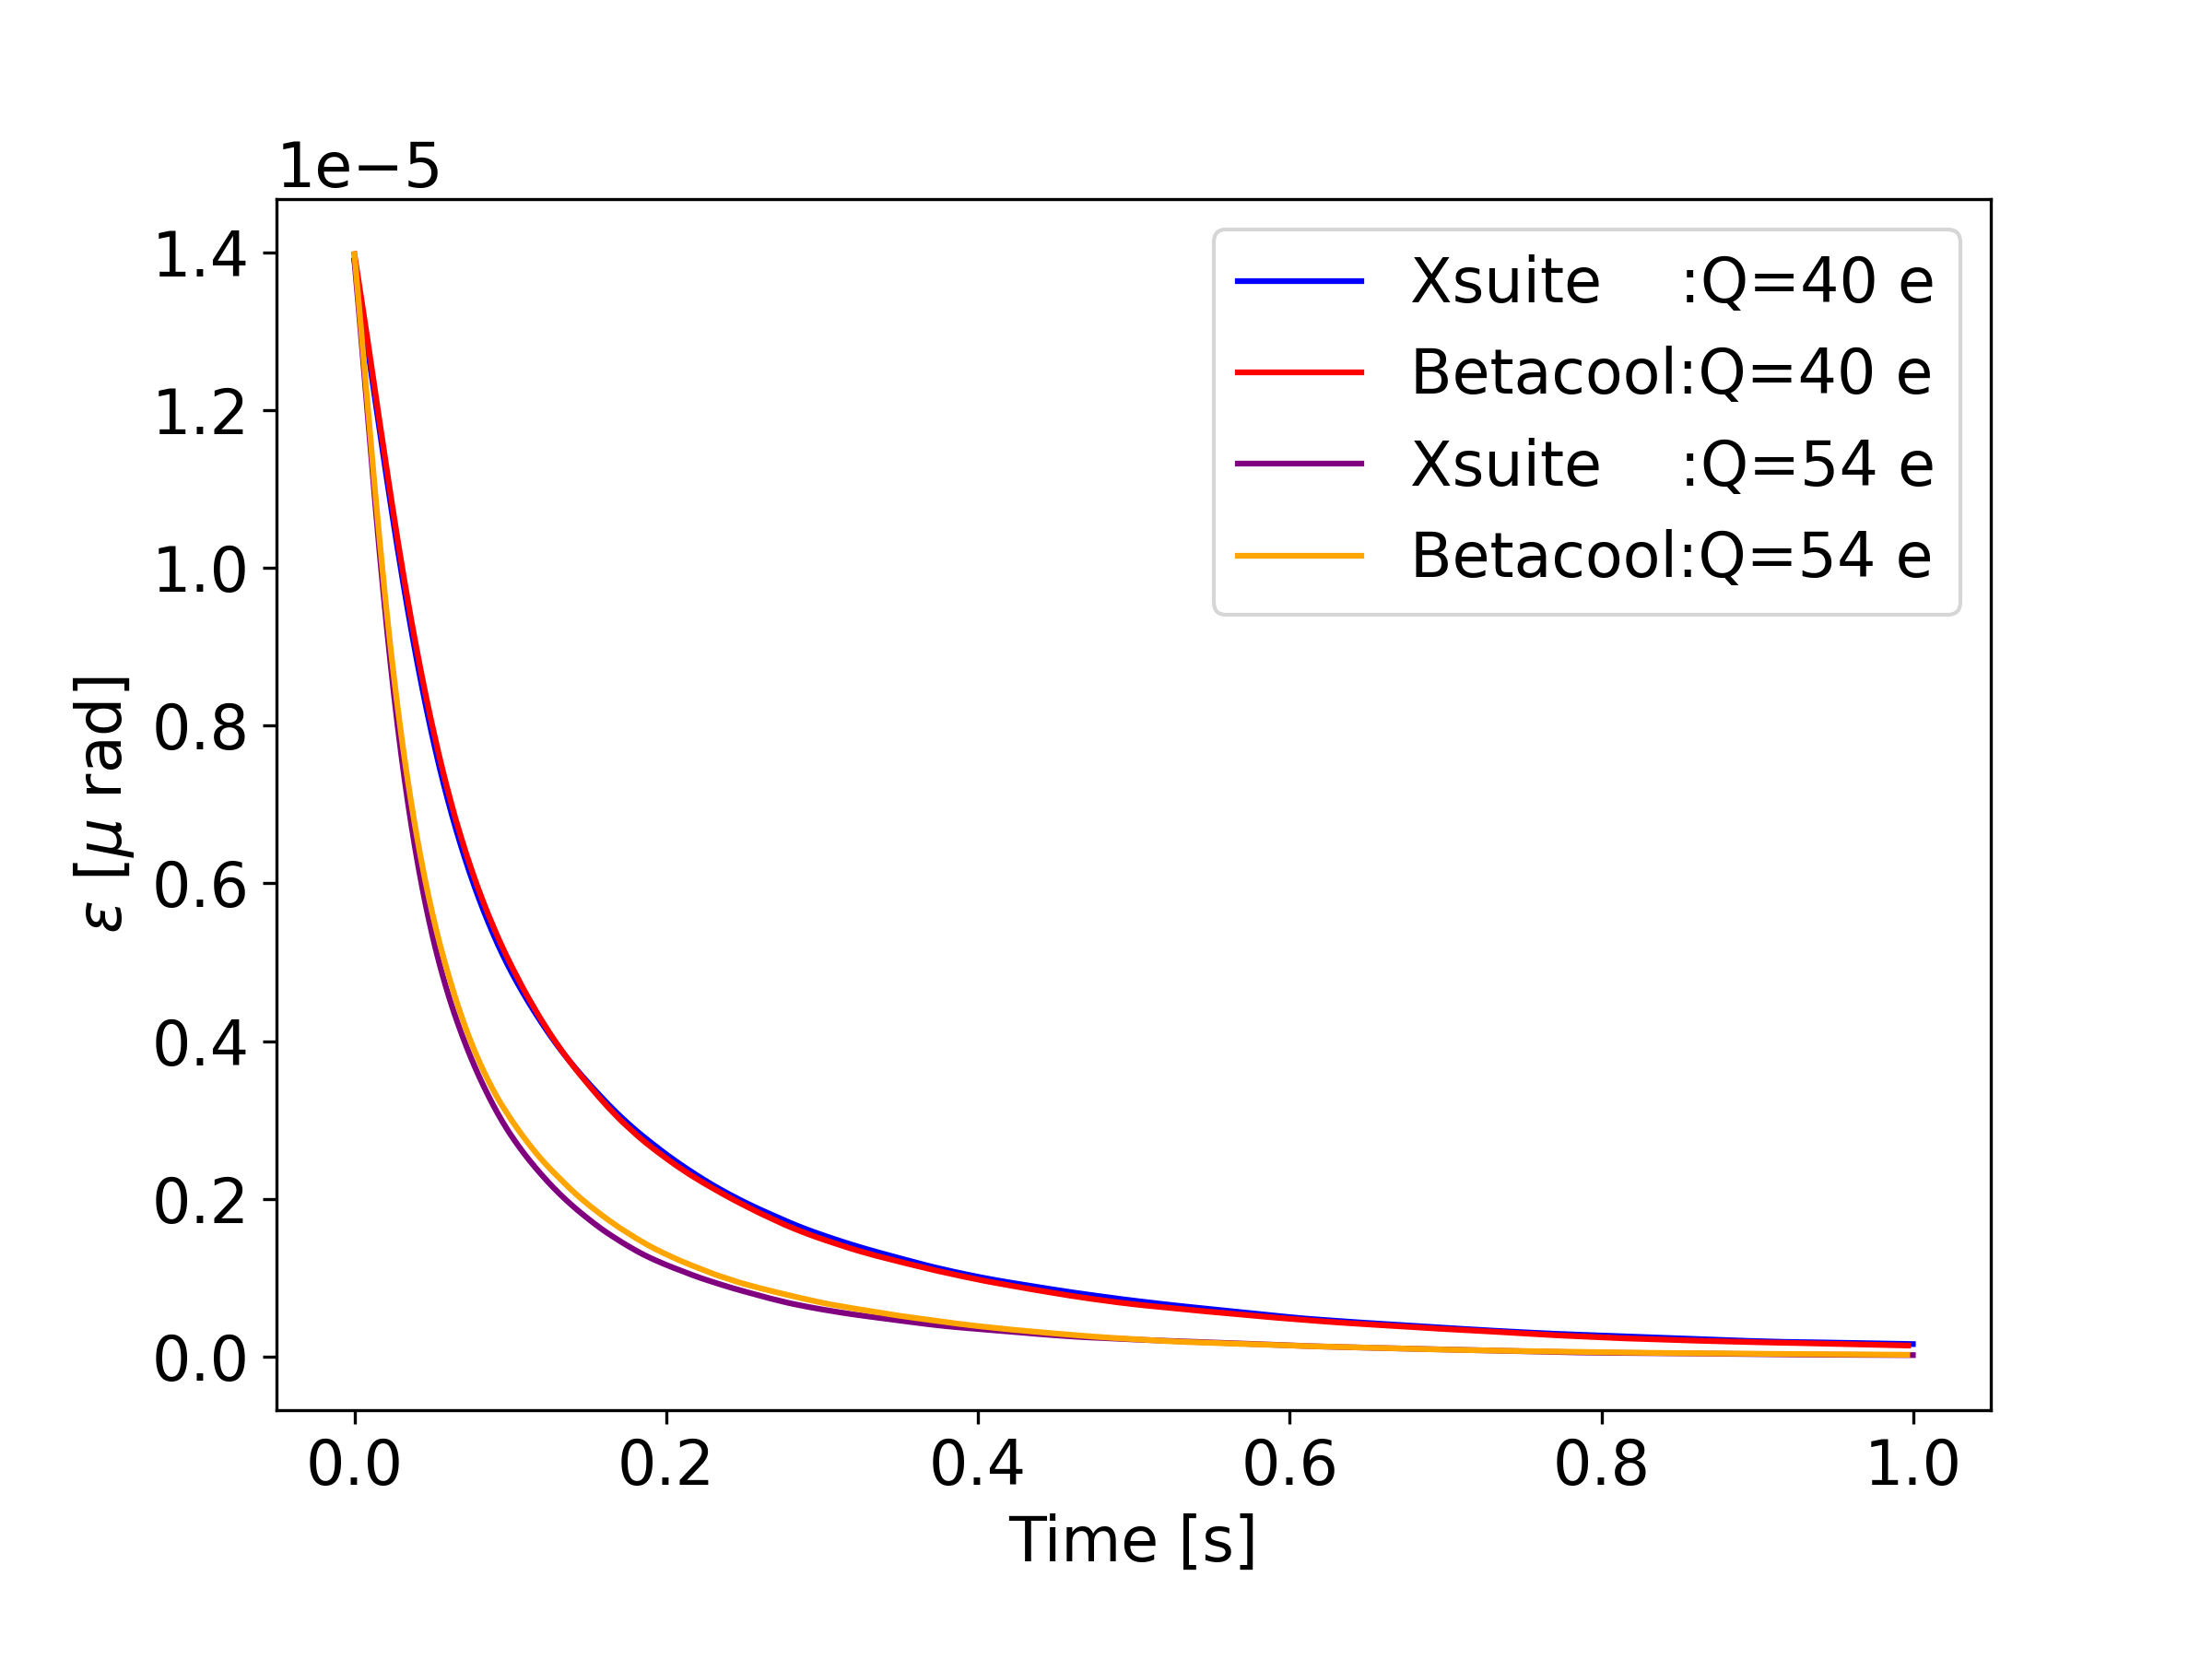 1e−5
1.4
1.2
1.0
0.8
0.6
0.4
0.2
0.0
ε [μ rad]
Xsuite    :Q=40 e
Betacool:Q=40 e
Xsuite    :Q=54 e
Betacool:Q=54 e
0.0 0.2 0.4 0.6 0.8 1.0
Time [s]